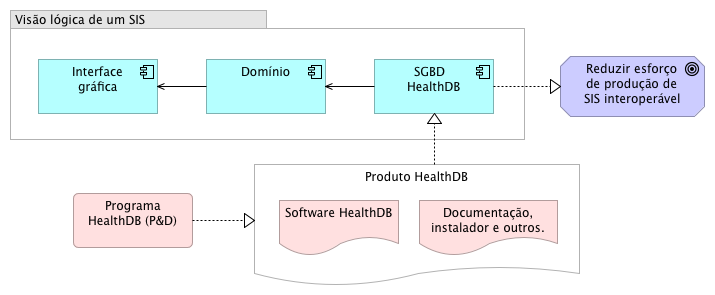 Visão lógica de um SIS
Interface
gráfica
Domínio
SGBD
HealthDB
Reduzir esforço
de produção de
SIS interoperável
Produto HealthDB
Programa
HealthDB (P&D)
Software HealthDB
Documentação,
instalador e outros.